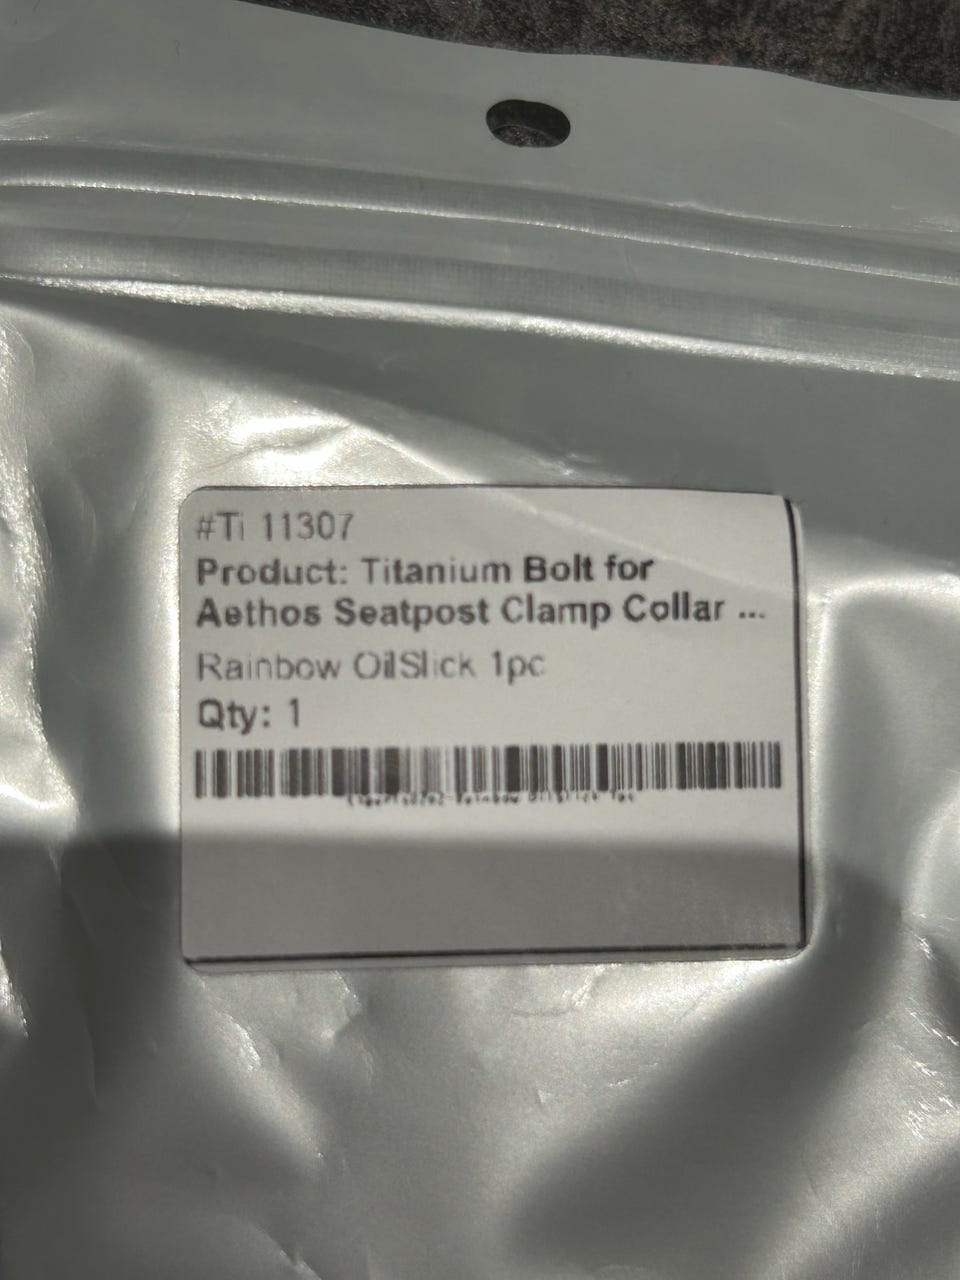 #Ti 11307
Product: Titanium Bolt for
Aethos Seatpost Clamp Collar ...
Rainbow OilSlick 1pc
Qty: 1